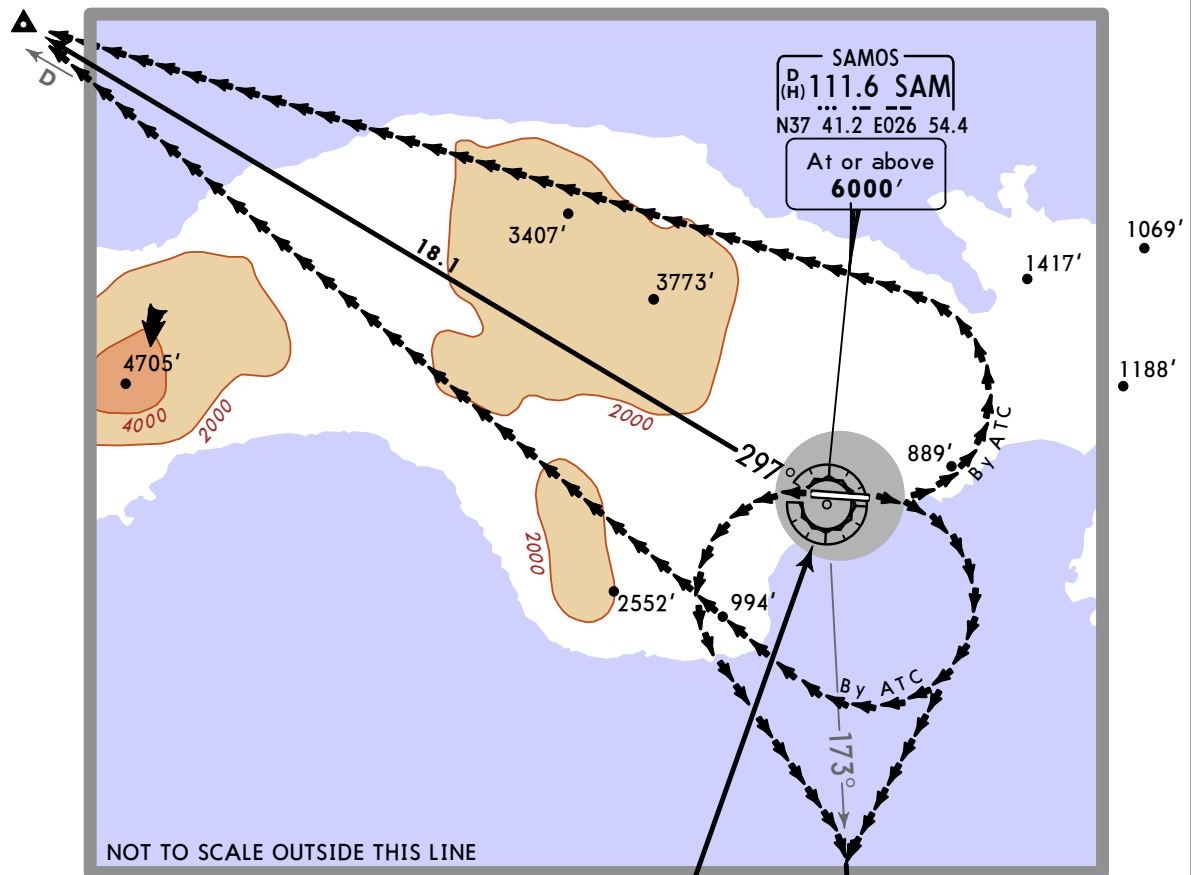 D
SAMOS
D
(H) 111.6 SAM
N37 41.2 E026 54.4
At or above
6000'
1069'
3407'
18.1
1417'
3773'
4705'
1188'
4000
2000
2000
889'
By ATC
297°
2000
2552'
994'
By ATC
173°
NOT TO SCALE OUTSIDE THIS LINE